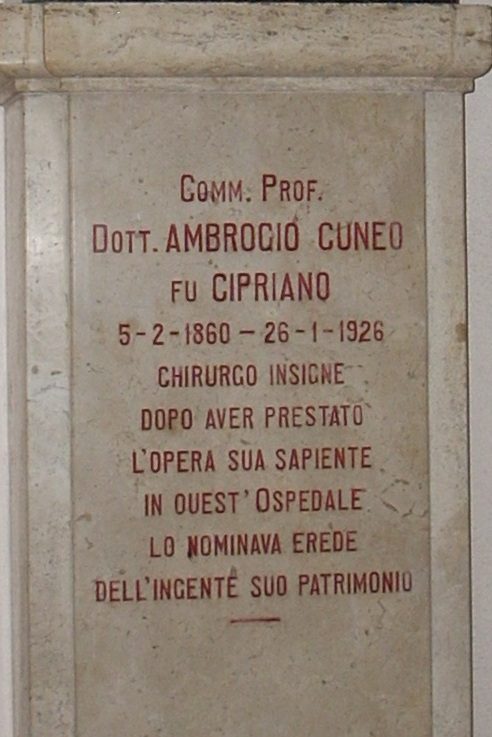 COMM. PROF.
DOTT. AMBROGIO CUNEO
FU CIPRIANO
5-2-1860 - 26-1-1926
CHIRURGO INSIGNE
DOPO AVER PRESTATO
L'OPERA SUA SAPIENTE
IN QUEST'OSPEDALE
LO NOMINAVA EREDE
DELL'INGENTE SUO PATRIMONIO